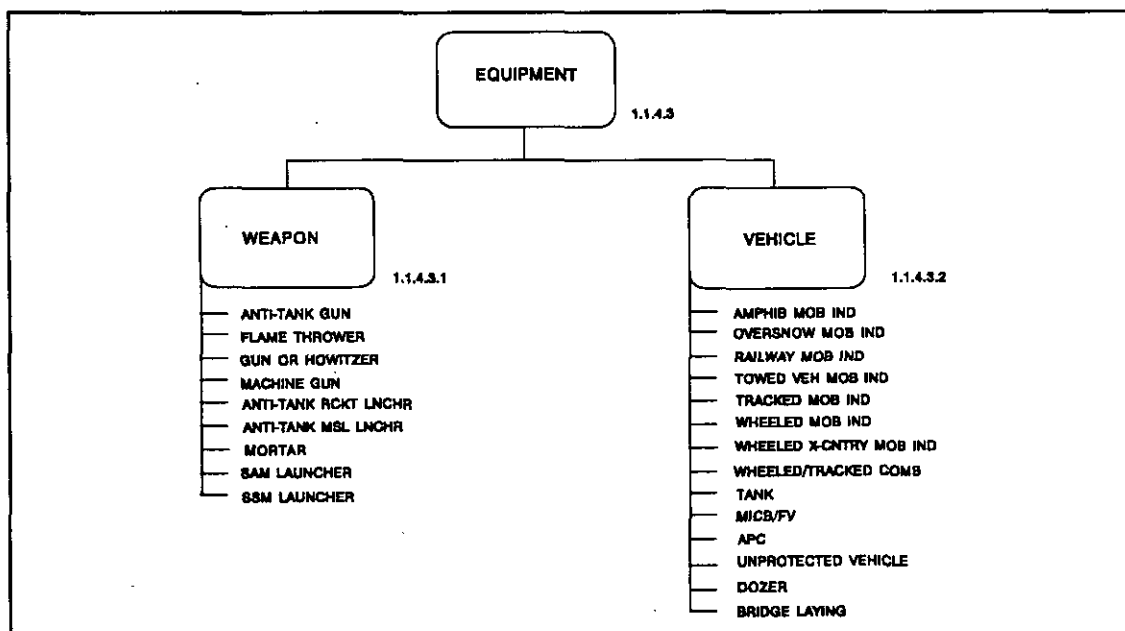 EQUIPMENT
1.1.4.3
WEAPON
1.1.4.3.1
ANTI-TANK GUN
FLAME THROWER
GUN OR HOWITZER
MACHINE GUN
ANTI-TANK RCKT LNCHR
ANTI-TANK MSL LNCHR
MORTAR
SAM LAUNCHER
SSM LAUNCHER
VEHICLE
1.1.4.3.2
AMPHIB MOB IND
OVERSNOW MOB IND
RAILWAY MOB IND
TOWED VEH MOB IND
TRACKED MOB IND
WHEELED MOB IND
WHEELED X-CNTRY MOB IND
WHEELED/TRACKED COMB
TANK
MICB/FV
APC
UNPROTECTED VEHICLE
DOZER
BRIDGE LAYING